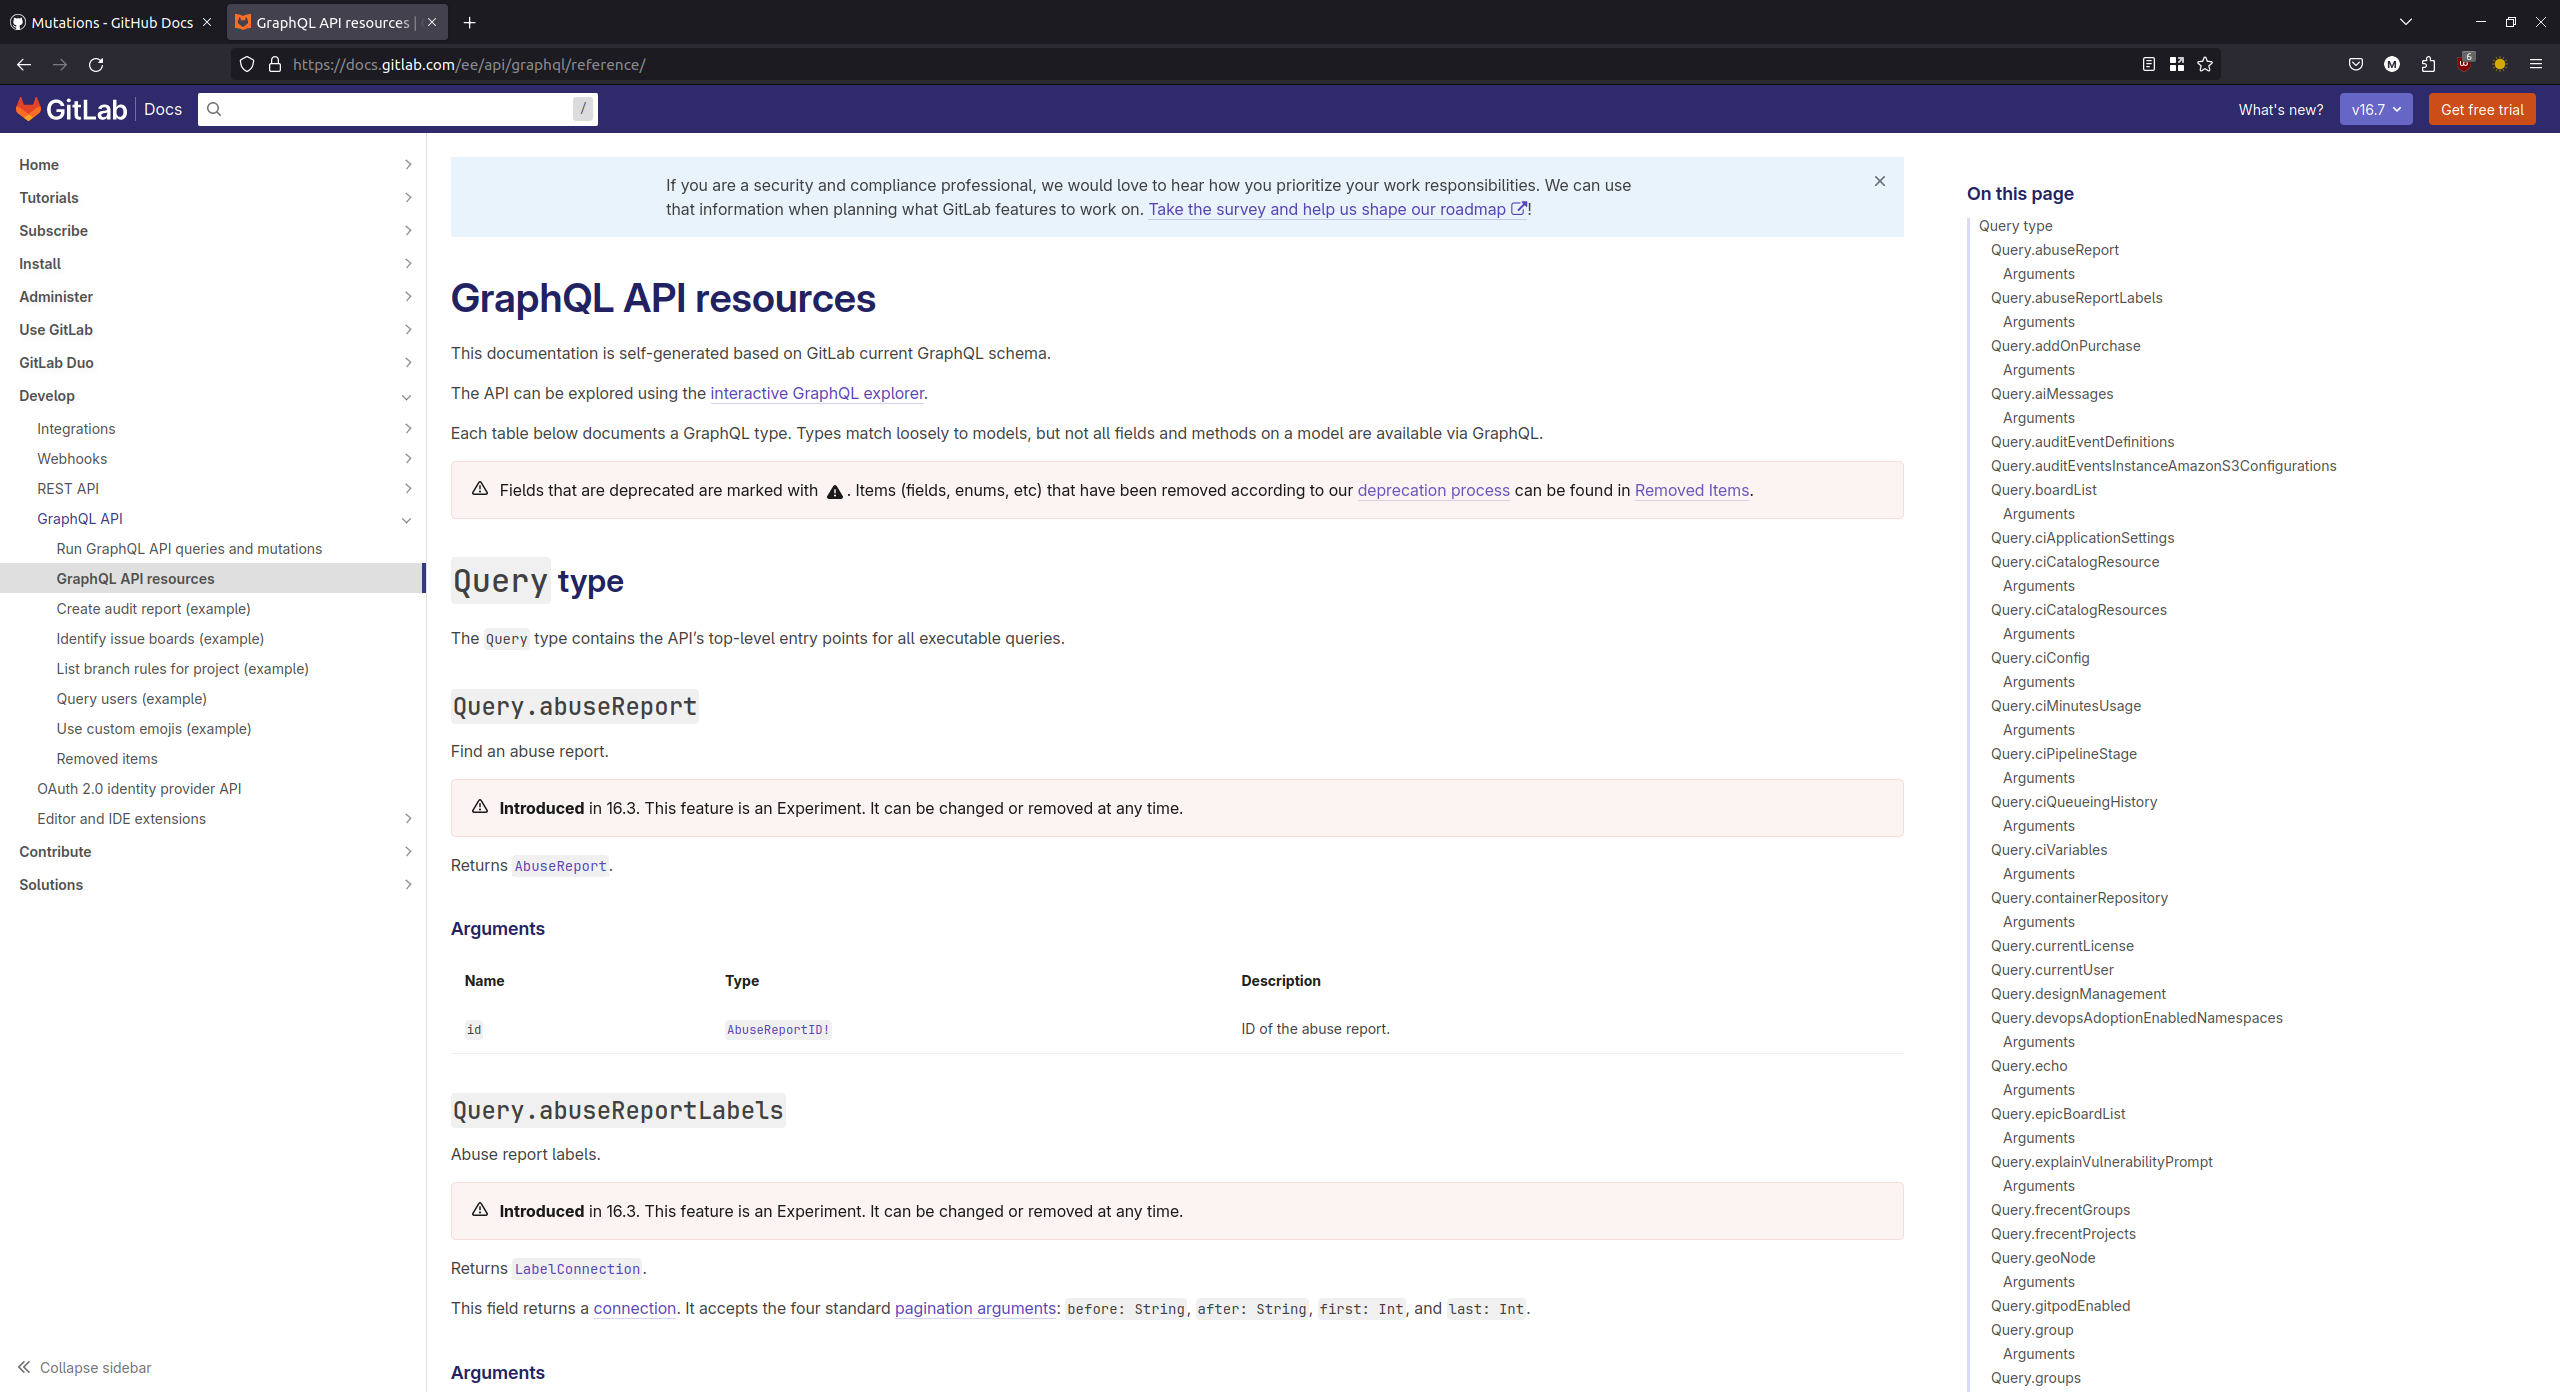 Mutations - GitHub Docs
GraphQL API resources |
https://docs.gitlab.com/ee/api/graphql/reference/
M
6
GitLab Docs
/
What's new?
v16.7
Get free trial
Home
Tutorials
Subscribe
Install
Administer
Use GitLab
GitLab Duo
Develop
Integrations
Webhooks
REST API
GraphQL API
Run GraphQL API queries and mutations
GraphQL API resources
Create audit report (example)
Identify issue boards (example)
List branch rules for project (example)
Query users (example)
Use custom emojis (example)
Removed items
OAuth 2.0 identity provider API
Editor and IDE extensions
Contribute
Solutions
Collapse sidebar
If you are a security and compliance professional, we would love to hear how you prioritize your work responsibilities. We can use
that information when planning what GitLab features to work on. Take the survey and help us shape our roadmap !
GraphQL API resources
This documentation is self-generated based on GitLab current GraphQL schema.
The API can be explored using the interactive GraphQL explorer.
Each table below documents a GraphQL type. Types match loosely to models, but not all fields and methods on a model are available via GraphQL.
Fields that are deprecated are marked with . Items (fields, enums, etc) that have been removed according to our deprecation process can be found in Removed Items.
Query type
The Query type contains the API’s top-level entry points for all executable queries.
Query.abuseReport
Find an abuse report.
Introduced in 16.3. This feature is an Experiment. It can be changed or removed at any time.
Returns AbuseReport.
Arguments
Name Type Description
id AbuseReportID! ID of the abuse report.
Query.abuseReportLabels
Abuse report labels.
Introduced in 16.3. This feature is an Experiment. It can be changed or removed at any time.
Returns LabelConnection.
This field returns a connection. It accepts the four standard pagination arguments: before: String, after: String, first: Int, and last: Int.
Arguments
On this page
Query type
Query.abuseReport
Arguments
Query.abuseReportLabels
Arguments
Query.addOnPurchase
Arguments
Query.aiMessages
Arguments
Query.auditEventDefinitions
Query.auditEventsInstanceAmazonS3Configurations
Query.boardList
Arguments
Query.ciApplicationSettings
Query.ciCatalogResource
Arguments
Query.ciCatalogResources
Arguments
Query.ciConfig
Arguments
Query.ciMinutesUsage
Arguments
Query.ciPipelineStage
Arguments
Query.ciQueueingHistory
Arguments
Query.ciVariables
Arguments
Query.containerRepository
Arguments
Query.currentLicense
Query.currentUser
Query.designManagement
Query.devopsAdoptionEnabledNamespaces
Arguments
Query.echo
Arguments
Query.epicBoardList
Arguments
Query.explainVulnerabilityPrompt
Arguments
Query.frecentGroups
Query.frecentProjects
Query.geoNode
Arguments
Query.gitpodEnabled
Query.group
Arguments
Query.groups